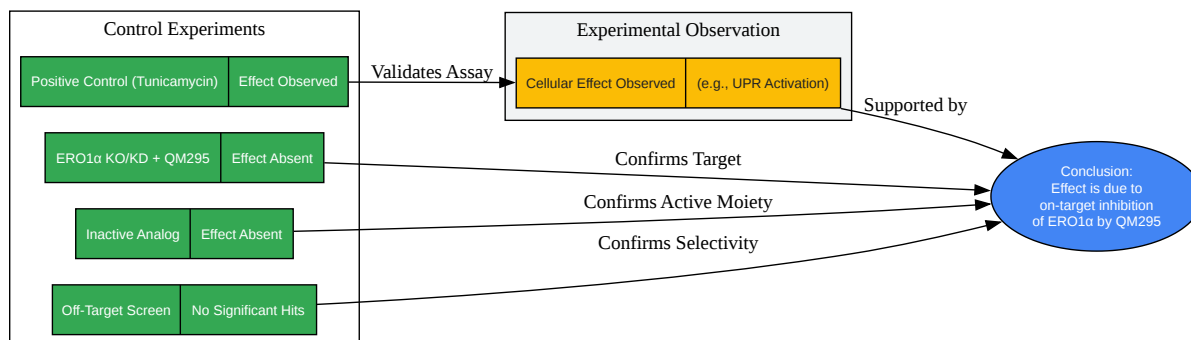 Control Experiments
Positive Control (Tunicamycin) Effect Observed
ERO1α KO/KD + QM295 Effect Absent
Inactive Analog Effect Absent
Off-Target Screen No Significant Hits
Validates Assay
Experimental Observation
Cellular Effect Observed (e.g., UPR Activation)
Supported by
Confirms Target
Confirms Active Moiety
Confirms Selectivity
Conclusion:
Effect is due to
on-target inhibition
of ERO1α by QM295